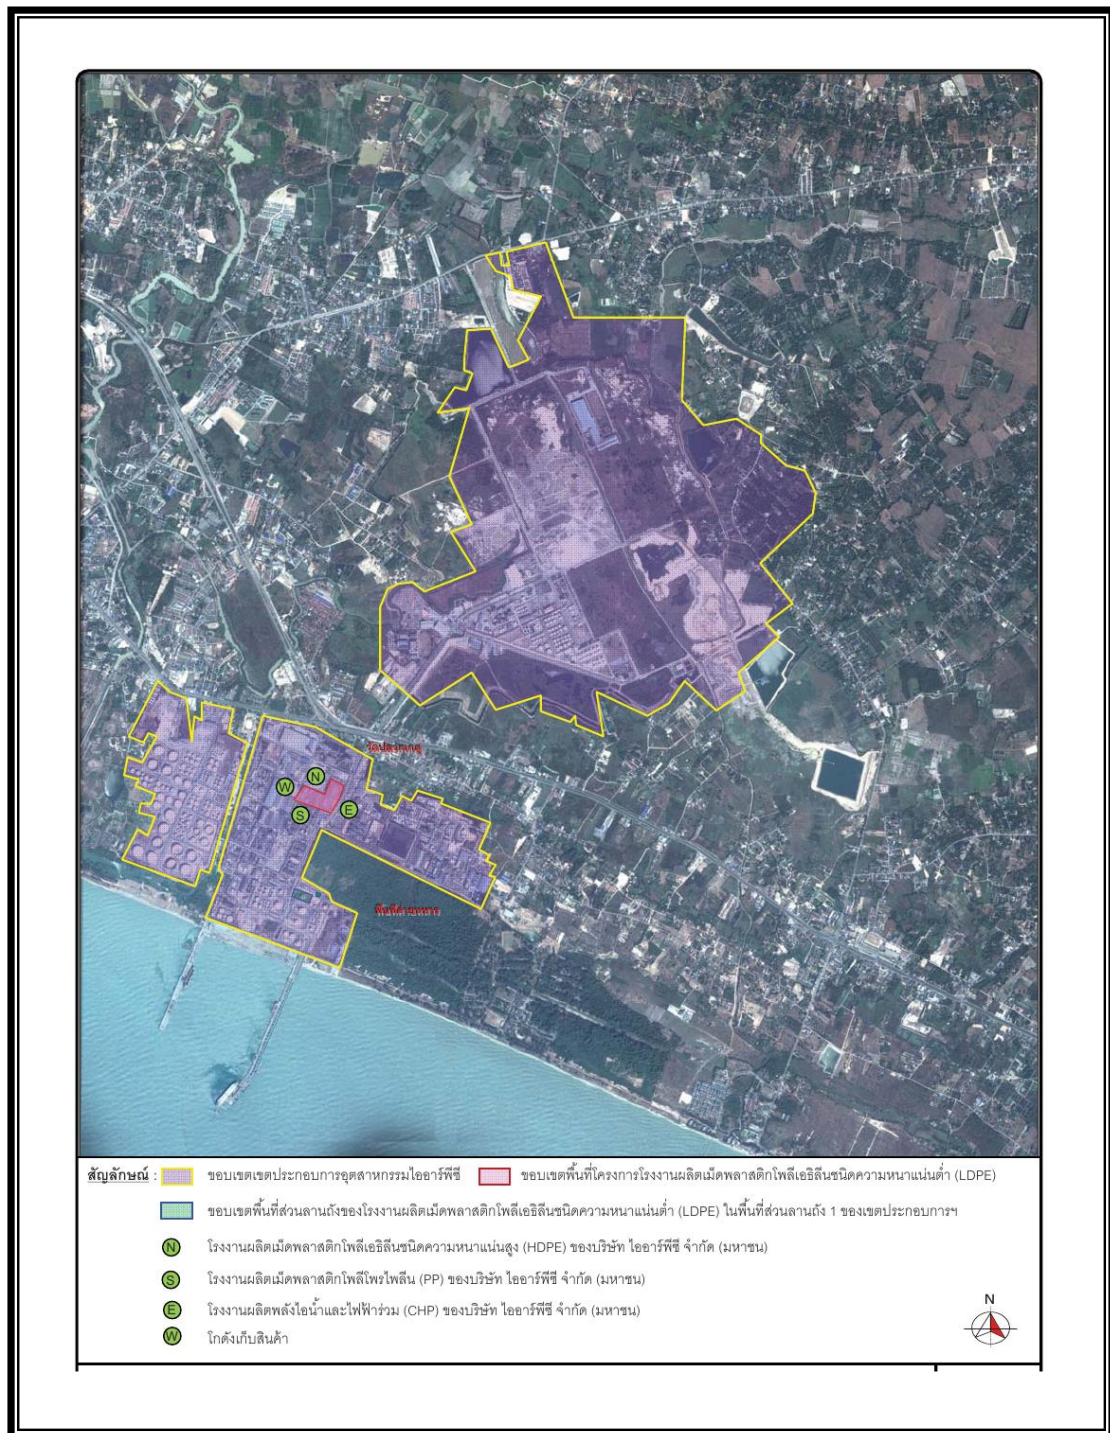 วัดปลวกเกตุ
N
W
S
E
พื้นที่ค่ายทหาร
สัญลักษณ์ : ขอบเขตเขตประกอบการอุตสาหกรรมไออาร์พีซี ขอบเขตพื้นที่โครงการโรงงานผลิตเม็ดพลาสติกโพลีเอธิลีนชนิดความหนาแน่นต่ำ (LDPE)
ขอบเขตพื้นที่ส่วนลานถังของโรงงานผลิตเม็ดพลาสติกโพลีเอธิลีนชนิดความหนาแน่นต่ำ (LDPE) ในพื้นที่ส่วนลานถัง 1 ของเขตประกอบการฯ
N โรงงานผลิตเม็ดพลาสติกโพลีเอธิลีนชนิดความหนาแน่นสูง (HDPE) ของบริษัท ไออาร์พีซี จำกัด (มหาชน)
S โรงงานผลิตเม็ดพลาสติกโพลีโพรไพลีน (PP) ของบริษัท ไออาร์พีซี จำกัด (มหาชน)
E โรงงานผลิตพลังไอน้ำและไฟฟ้าร่วม (CHP) ของบริษัท ไออาร์พีซี จำกัด (มหาชน)
W โกดังเก็บสินค้า
N